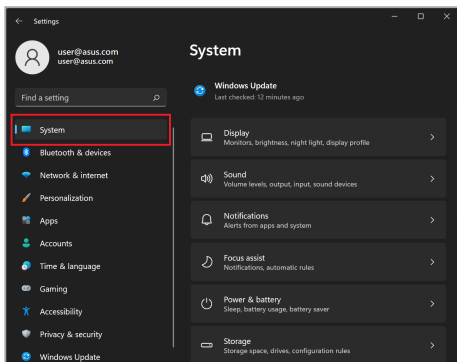 Settings
user@asus.com
user@asus.com
Find a setting
System
Bluetooth & devices
Network & internet
Personalization
Apps
Accounts
Time & language
Gaming
Accessibility
Privacy & security
Windows Update
System
Windows Update
Last checked: 12 minutes ago
Display
Monitors, brightness, night light, display profile
Sound
Volume levels, output, input, sound devices
Notifications
Alerts from apps and system
Focus assist
Notifications, automatic rules
Power & battery
Sleep, battery usage, battery saver
Storage
Storage space, drives, configuration rules